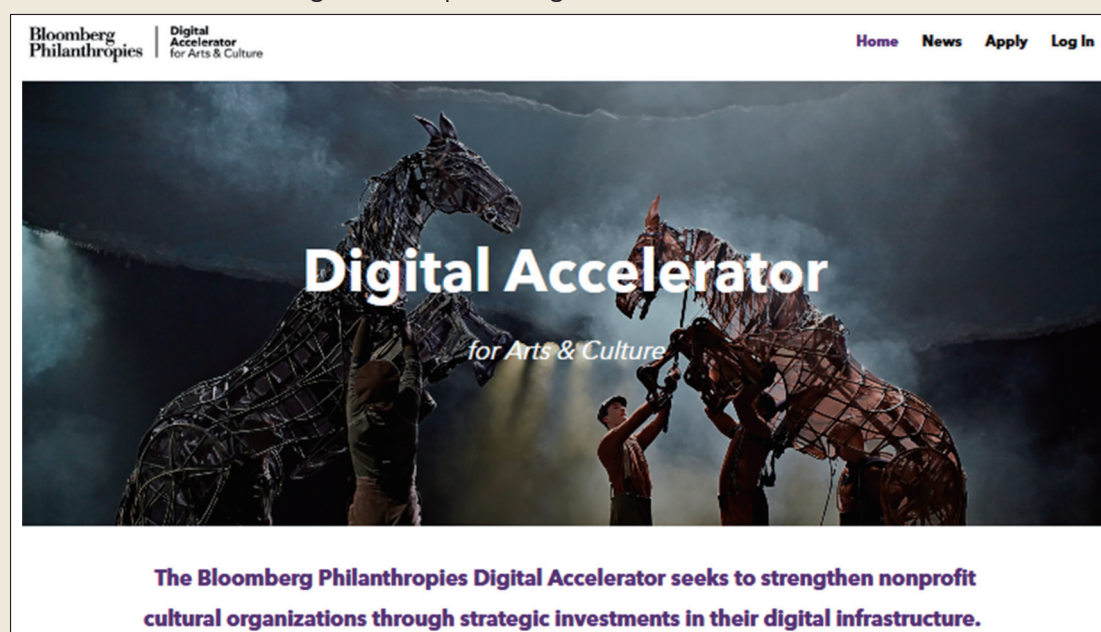 Bloomberg
Philanthropies
Digital
Accelerator
for Arts & Culture
Home News Apply Log In
Digital Accelerator
for Arts & Culture
The Bloomberg Philanthropies Digital Accelerator seeks to strengthen nonprofit
cultural organizations through strategic investments in their digital infrastructure.